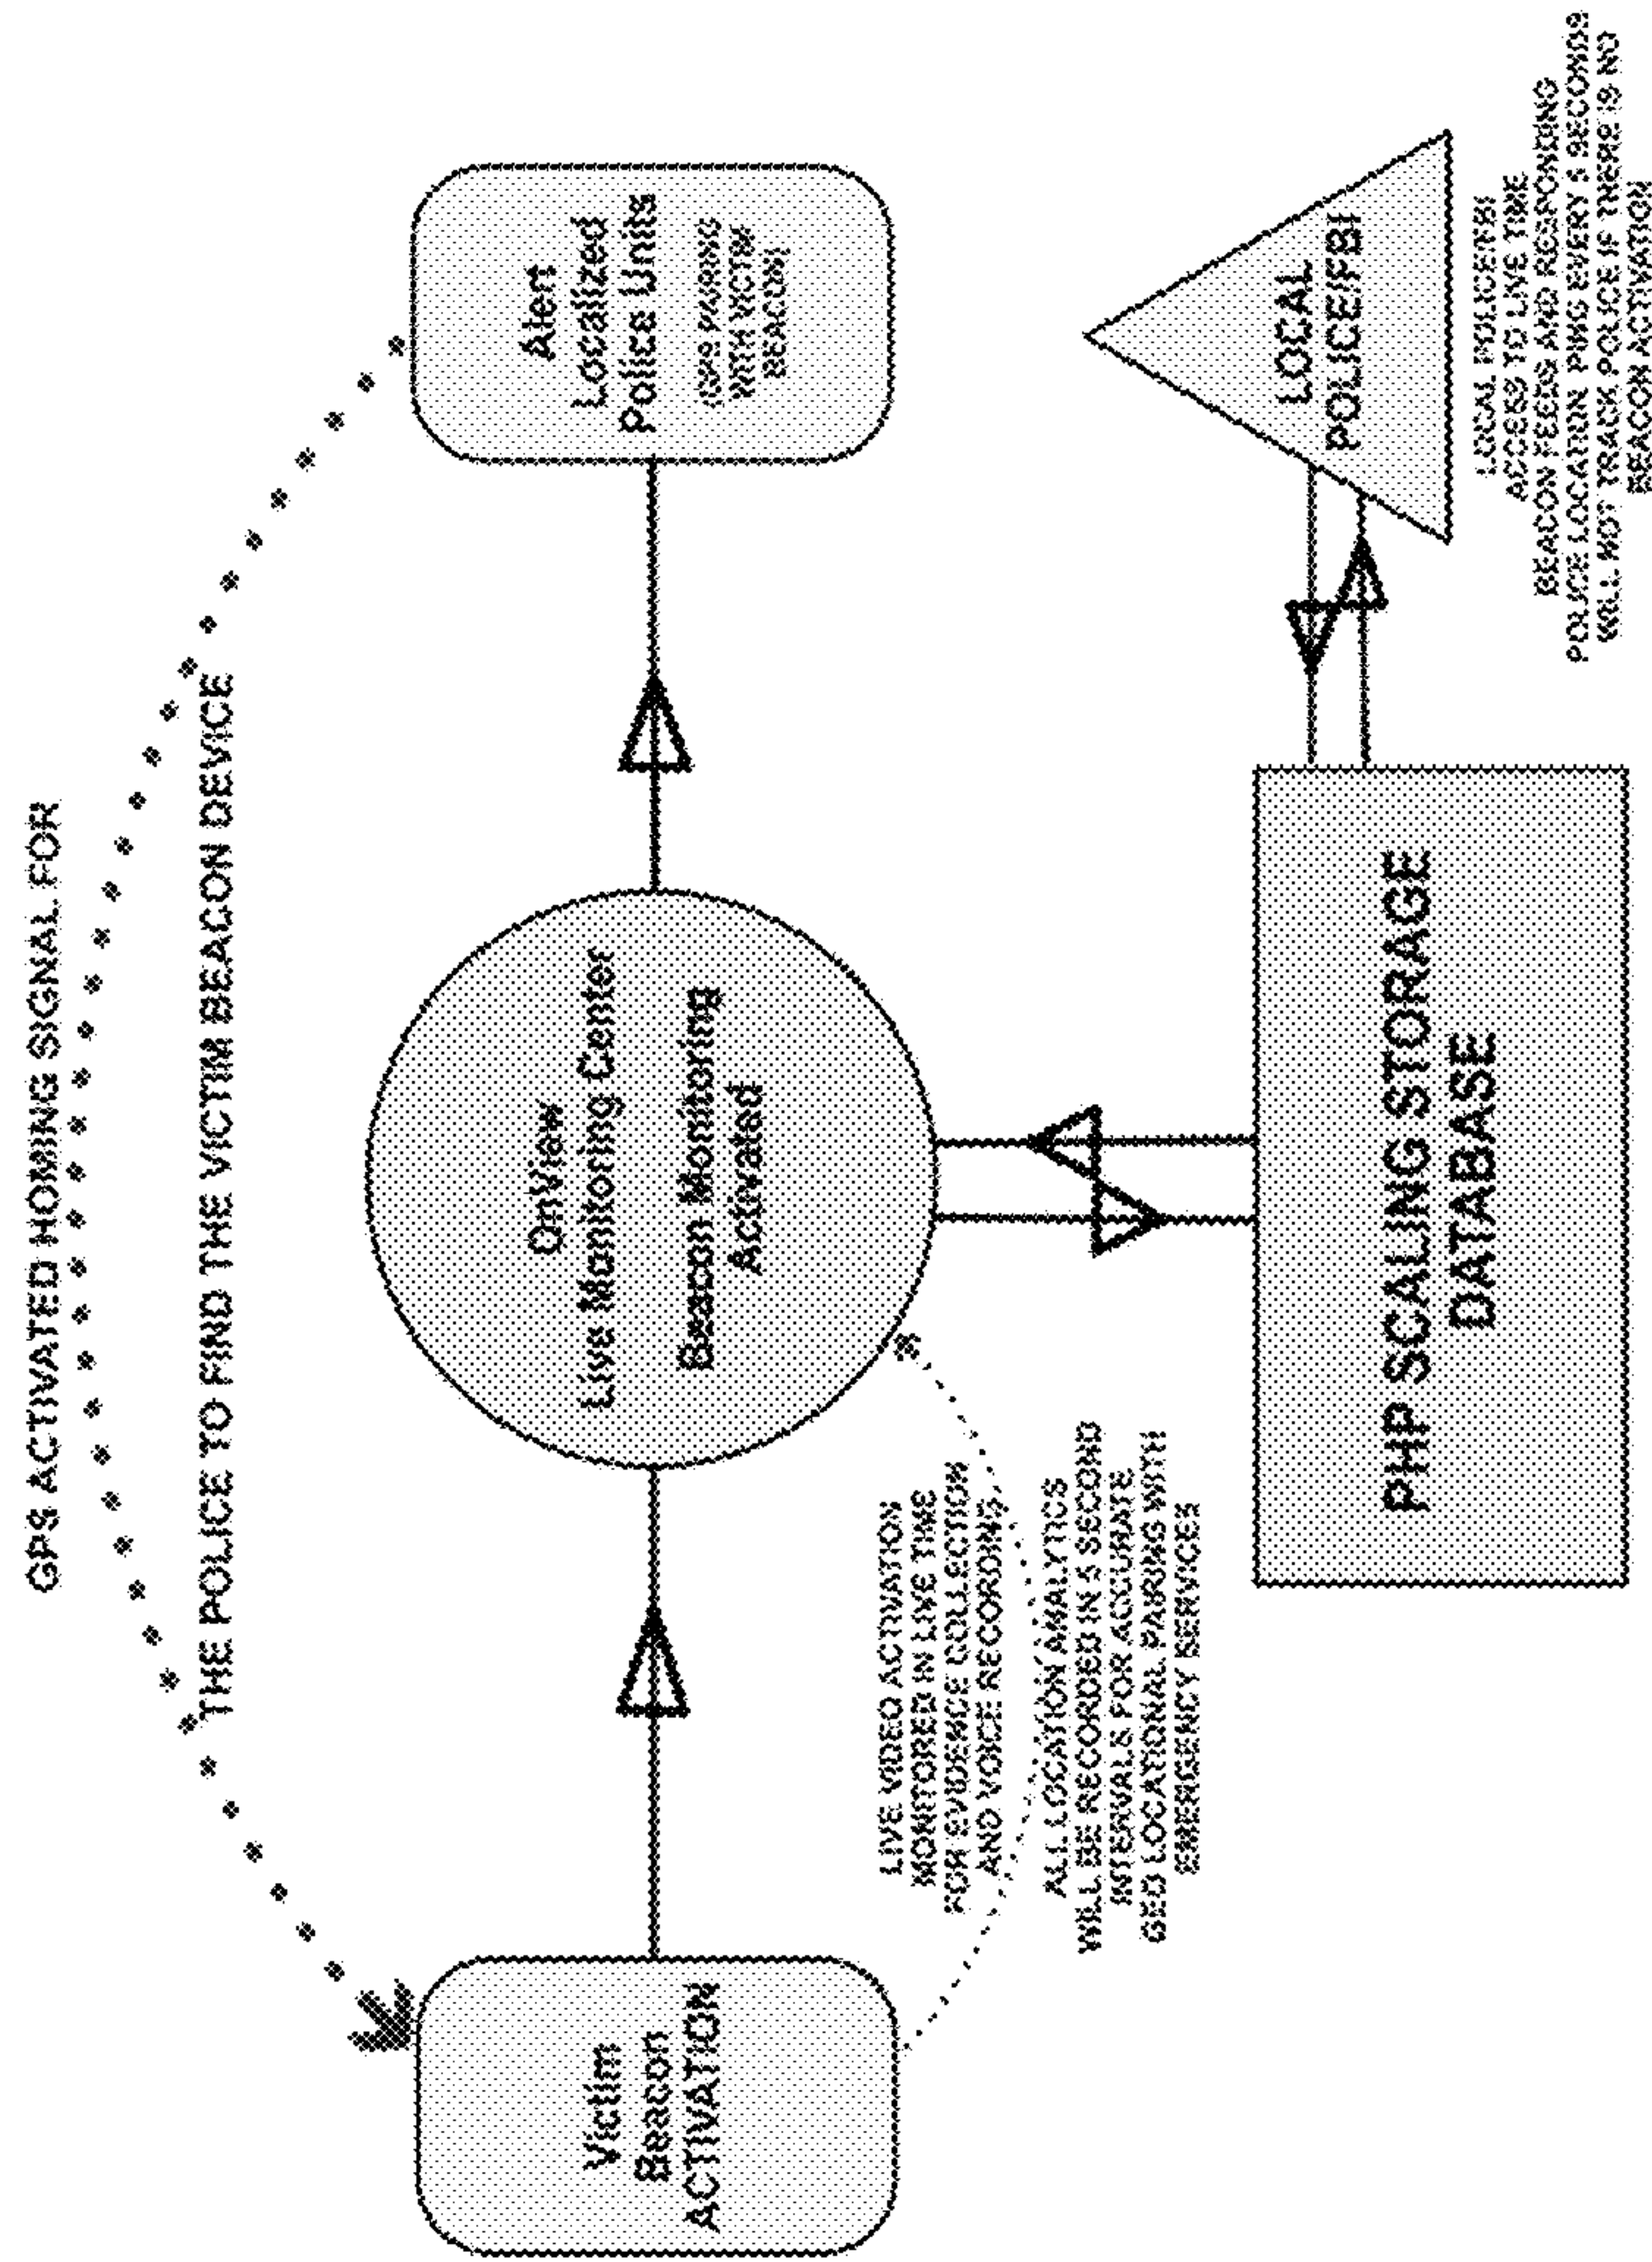 GPS ACTIVATED HOMING SIGNAL FOR
THE POLICE TO FIND THE VICTIM BEACON DEVICE
Victim
Beacon
ACTIVATION
OnView
Live Monitoring Center
Beacon Monitoring
Activated
Alert
Localized
Police Units
(GPS PAIRING
WITH VICTIM
BEACON)
LIVE VIDEO ACTIVATION
MONITORED IN LIVE TIME
FOR EVIDENCE COLLECTION
AND VOICE RECORDING.
ALL LOCATION ANALYTICS
WILL BE RECORDED IN 5 SECOND
INTERVALS FOR ACCURATE
GEO LOCATIONAL PAIRING WITH
EMERGENCY SERVICES
PHP SCALING STORAGE
DATABASE
LOCAL
POLICE/FBI
LOCAL POLICE/FBI
ACCESS TO LIVE TIME
BEACON FEEDS AND RESPONDING
POLICE LOCATION. PING EVERY 5 SECONDS
WILL NOT TRACK POLICE IF THERE IS NO
BEACON ACTIVATION